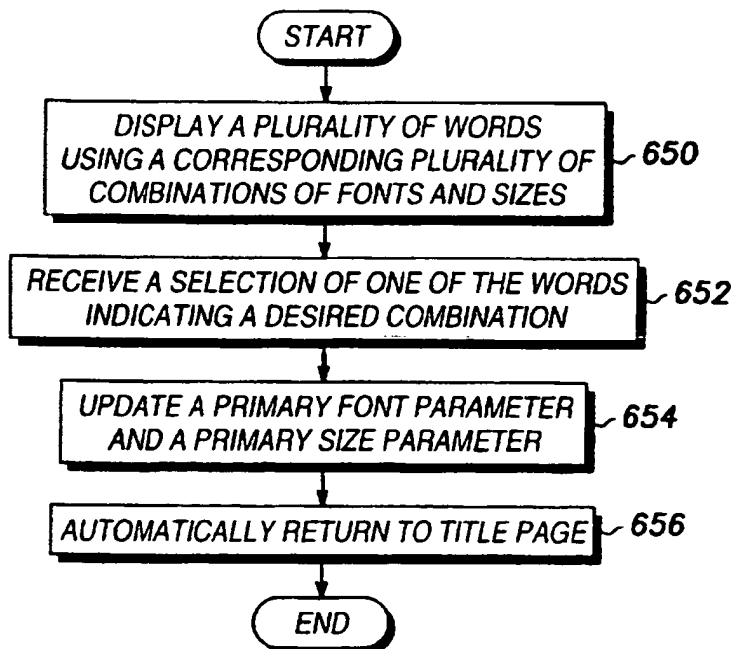 START
DISPLAY A PLURALITY OF WORDS
USING A CORRESPONDING PLURALITY OF
COMBINATIONS OF FONTS AND SIZES
650
RECEIVE A SELECTION OF ONE OF THE WORDS
INDICATING A DESIRED COMBINATION
652
UPDATE A PRIMARY FONT PARAMETER
AND A PRIMARY SIZE PARAMETER
654
AUTOMATICALLY RETURN TO TITLE PAGE
656
END